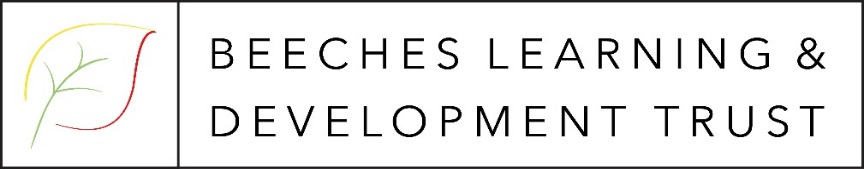 BEECHES LEARNING &
DEVELOPMENT TRUST